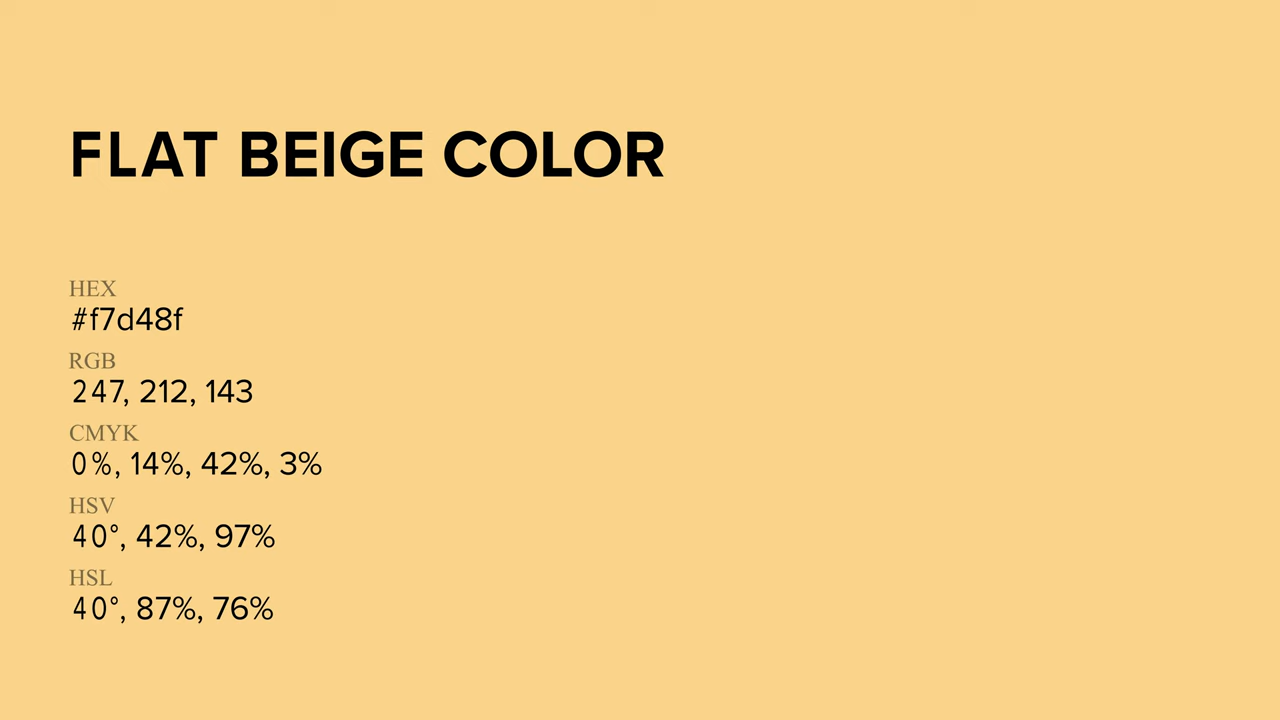 FLAT BEIGE COLOR
HEX
#f7d48f
RGB
247, 212, 143
CMYK
0%, 14%, 42%, 3%
HSV
40°, 42%, 97%
HSL
40°, 87%, 76%